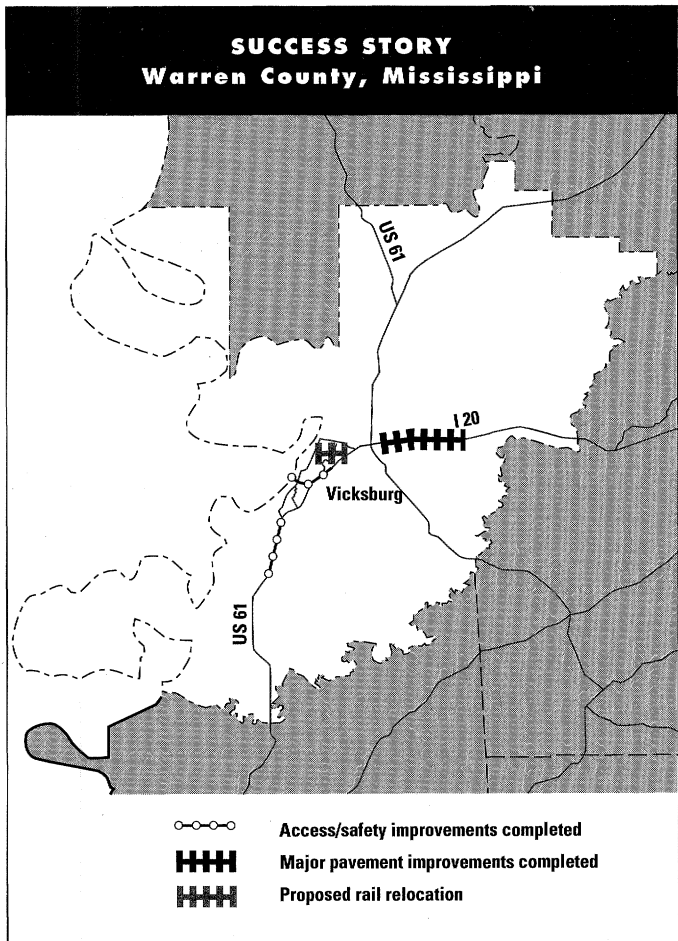 SUCCESS STORY
Warren County, Mississippi
US 61
I 20
Vicksburg
US 61
Access/safety improvements completed
Major pavement improvements completed
Proposed rail relocation